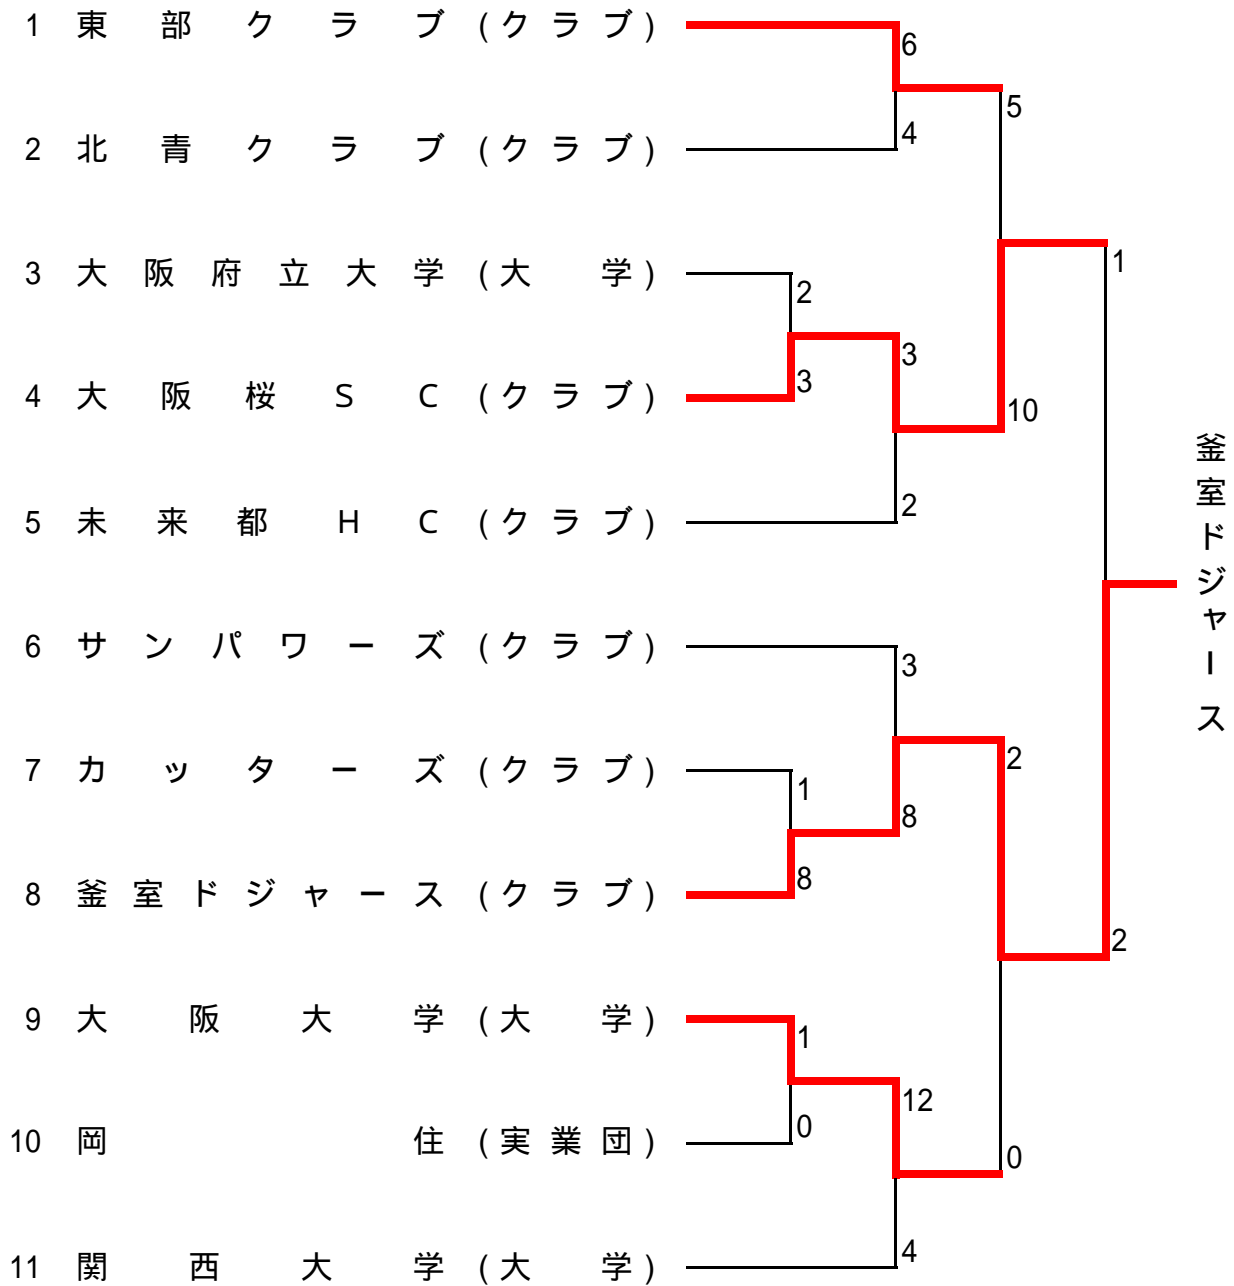 1 東部クラブ (クラブ)
6
5
2 北青クラブ (クラブ)
4
3 大阪府立大学 (大学)
2
1
4 大阪桜SC (クラブ)
3
3
10
5 未来都HC (クラブ)
2
釜室ドジャース
6 サンパワーズ (クラブ)
3
2
7 カッターズ (クラブ)
1
8
8 釜室ドジャース (クラブ)
8
2
9 大阪大学 (大学)
1
12
10 岡住 (実業団)
0
0
11 関西大学 (大学)
4